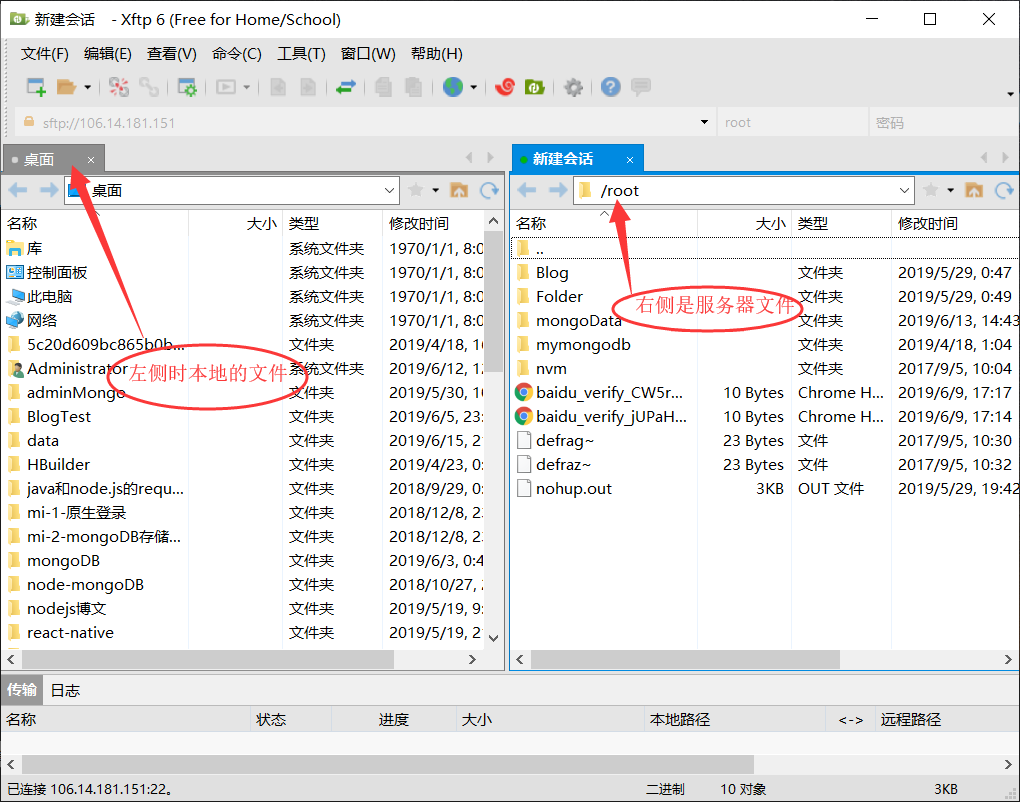 新建会话 - Xftp 6 (Free for Home/School)
文件(F) 编辑(E) 查看(V) 命令(C) 工具(T) 窗口(W) 帮助(H)
sftp://106.14.181.151 root 密码
桌面 ×
新建会话 ×
桌面
/root
名称 大小 类型 修改时间
库 系统文件夹 1970/1/1, 8:0
控制面板 系统文件夹 1970/1/1, 8:0
此电脑 系统文件夹 1970/1/1, 8:0
网络 系统文件夹 1970/1/1, 8:0
5c20d609bc865b0b... 文件夹 2019/4/18, 1
Administrator 系统文件夹 2019/6/12, 1
adminMongo 文件夹 2019/5/30, 1
BlogTest 文件夹 2019/6/5, 23:
data 文件夹 2019/6/15, 2
HBuilder 文件夹 2019/4/23, 0:
java和node.js的requ... 文件夹 2018/9/29, 0:
mi-1-原生登录 文件夹 2018/12/8, 2
mi-2-mongoDB存储... 文件夹 2018/12/8, 2
mongoDB 文件夹 2019/6/3, 0:4
node-mongoDB 文件夹 2018/10/27,
nodejs博文 文件夹 2019/5/19, 9:
react-native 文件夹 2019/5/19, 2
左侧时本地的文件
名称 大小 类型 修改时间
..
Blog 文件夹 2019/5/29, 0:47
Folder 文件夹 2019/5/29, 0:49
mongoData 文件夹 2019/6/13, 14:43
mymongodb 文件夹 2019/4/18, 1:04
nvm 文件夹 2017/9/5, 10:04
baidu_verify_CW5r... 10 Bytes Chrome H... 2019/6/9, 17:17
baidu_verify_jUPaH... 10 Bytes Chrome H... 2019/6/9, 17:14
defrag~ 23 Bytes 文件 2017/9/5, 10:30
defraz~ 23 Bytes 文件 2017/9/5, 10:32
nohup.out 3KB OUT 文件 2019/5/29, 19:42
右侧是服务器文件
传输 日志
名称 状态 进度 大小 本地路径 <-> 远程路径
已连接 106.14.181.151:22。 二进制 10 对象 3KB